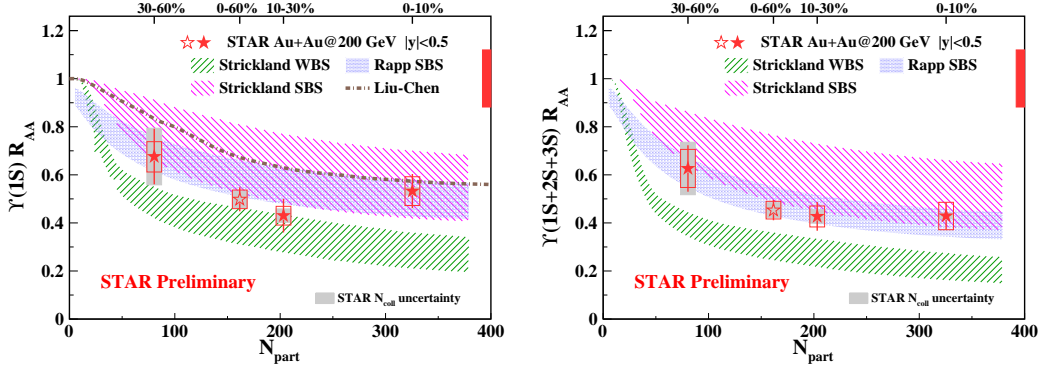 30-60% 0-60% 10-30% 0-10%
STAR Au+Au@200 GeV |y|<0.5
Strickland WBS Rapp SBS
Strickland SBS Liu-Chen
ϒ(1S) R_AA
1.2
1
0.8
0.6
0.4
0.2
0
STAR Preliminary
STAR N_coll uncertainty
0 100 200 300 400
N_part
30-60% 0-60% 10-30% 0-10%
STAR Au+Au@200 GeV |y|<0.5
Strickland WBS Rapp SBS
Strickland SBS
ϒ(1S+2S+3S) R_AA
1.2
1
0.8
0.6
0.4
0.2
0
STAR Preliminary
STAR N_coll uncertainty
0 100 200 300 400
N_part